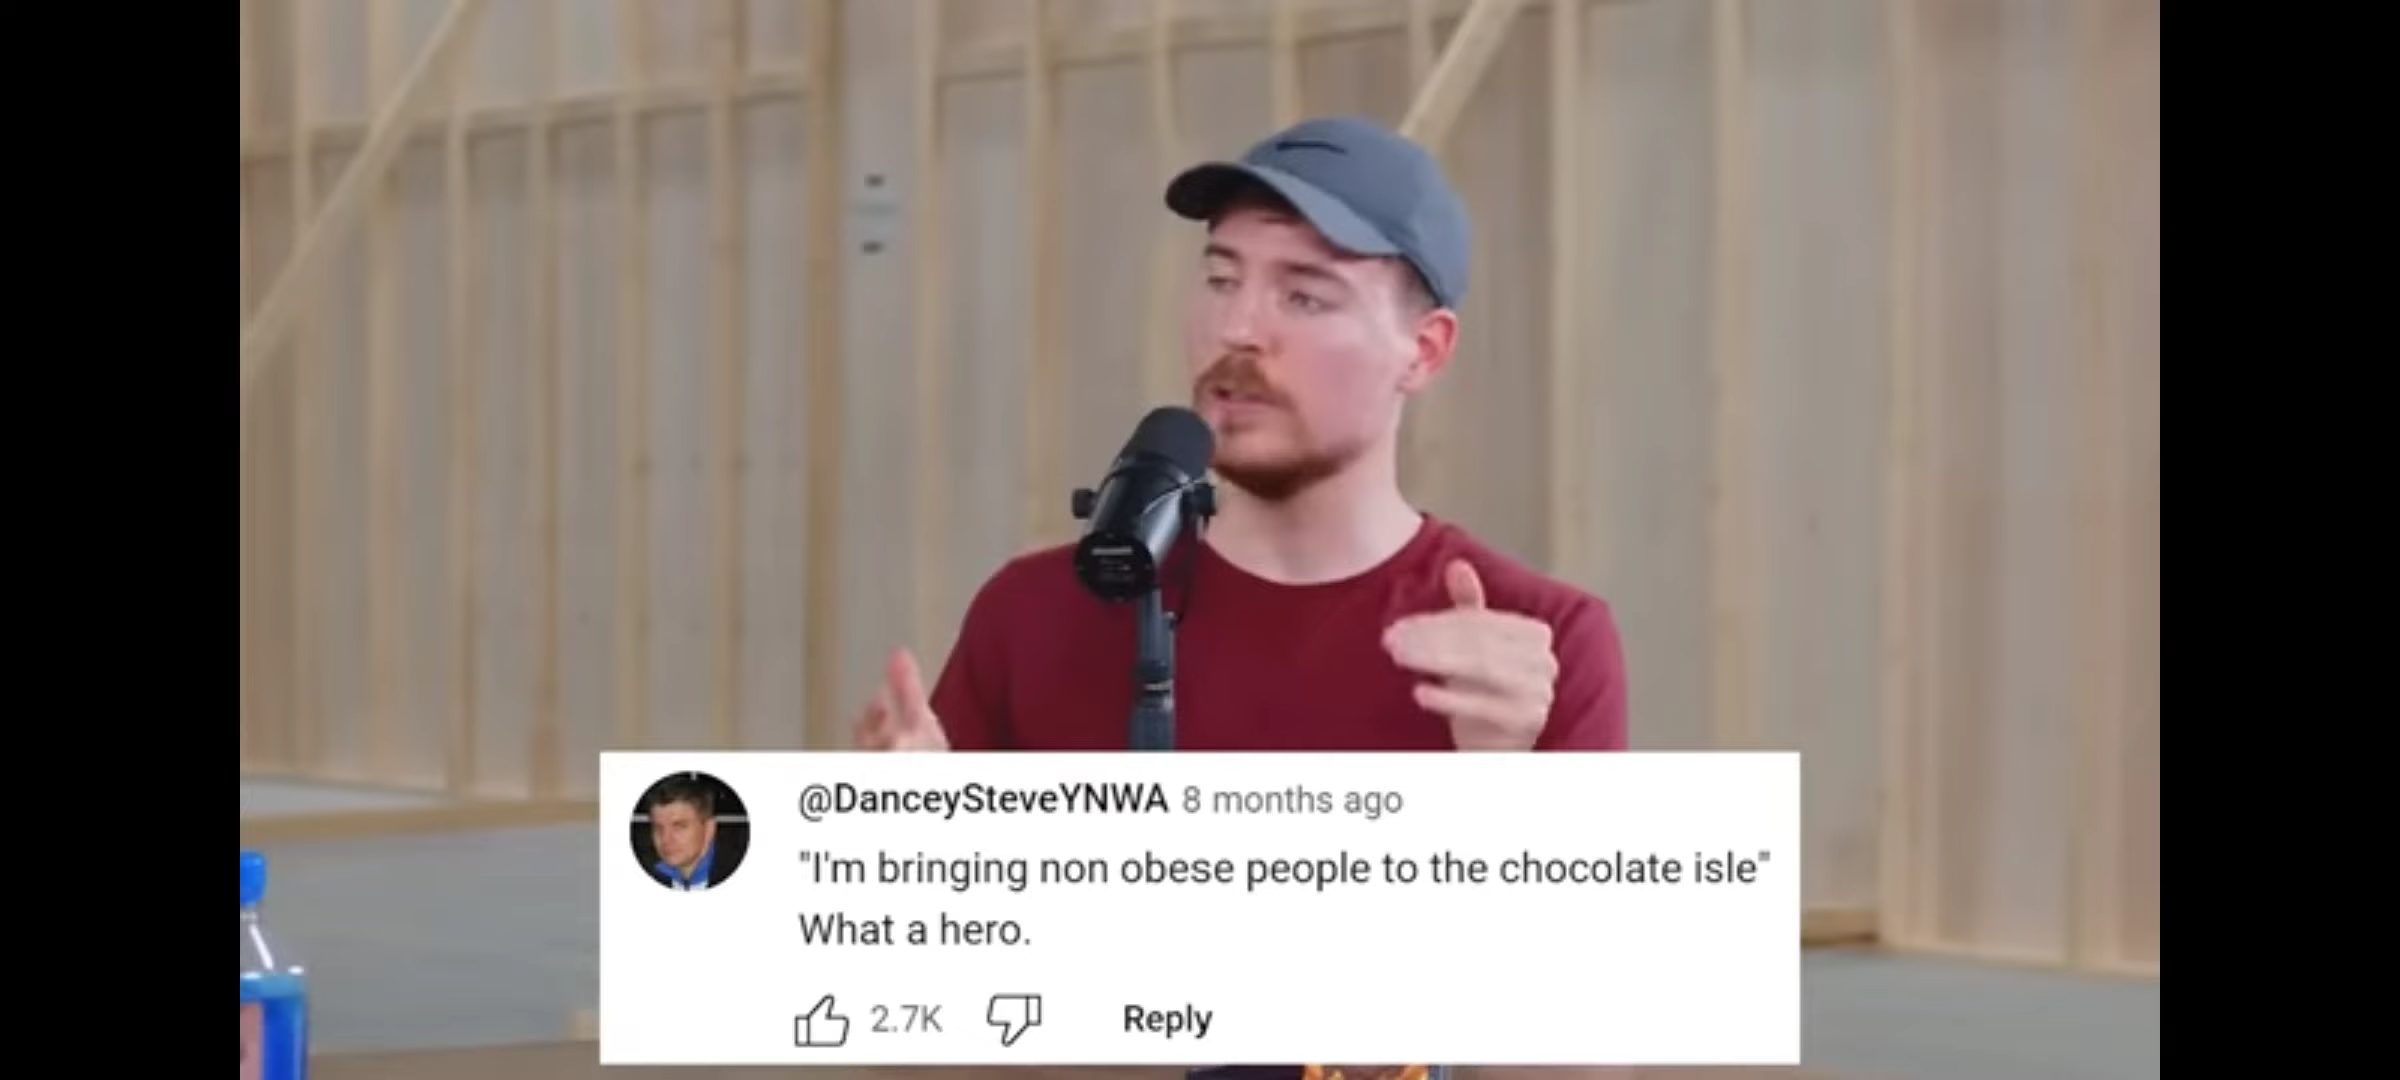 @DanceySteveYNWA 8 months ago
"I'm bringing non obese people to the chocolate isle"
What a hero.
2.7K Reply